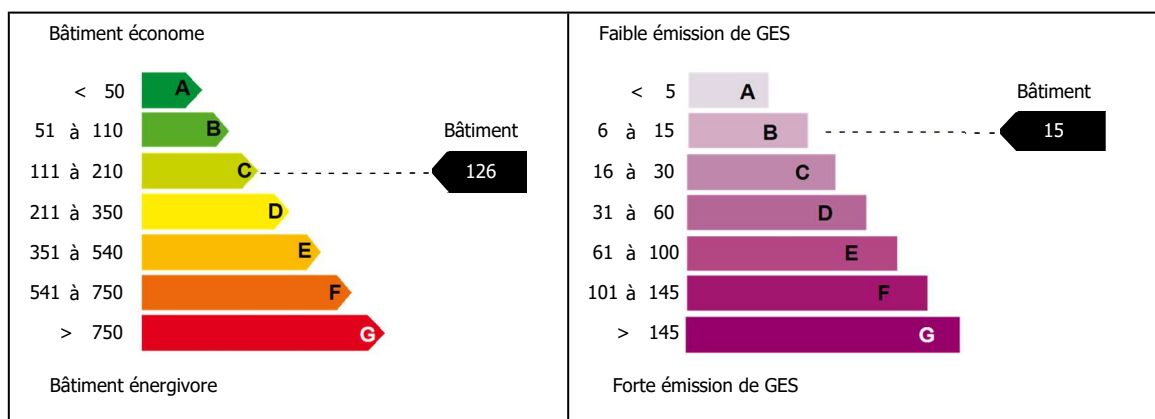 Bâtiment économe
< 50 A
51 à 110 B
Bâtiment
111 à 210 C 126
211 à 350 D
351 à 540 E
541 à 750 F
> 750 G
Bâtiment énergivore
Faible émission de GES
< 5 A
Bâtiment
6 à 15 B 15
16 à 30 C
31 à 60 D
61 à 100 E
101 à 145 F
> 145 G
Forte émission de GES